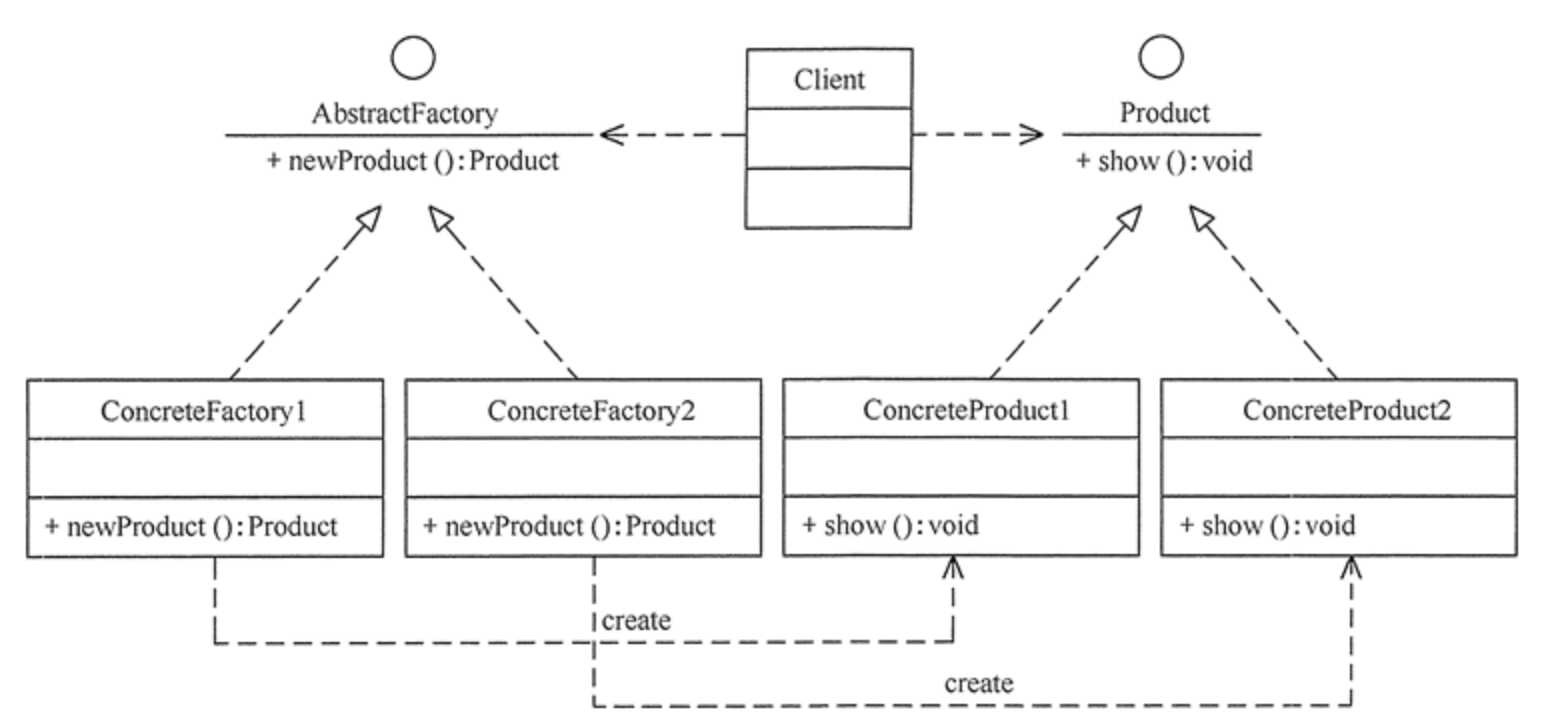 Client
AbstractFactory
Product
+ newProduct ( ) : Product
+ show ( ) : void
ConcreteFactory1
ConcreteFactory2
ConcreteProduct1
ConcreteProduct2
+ newProduct ( ) : Product
+ newProduct ( ) : Product
+ show ( ) : void
+ show ( ) : void
create
create